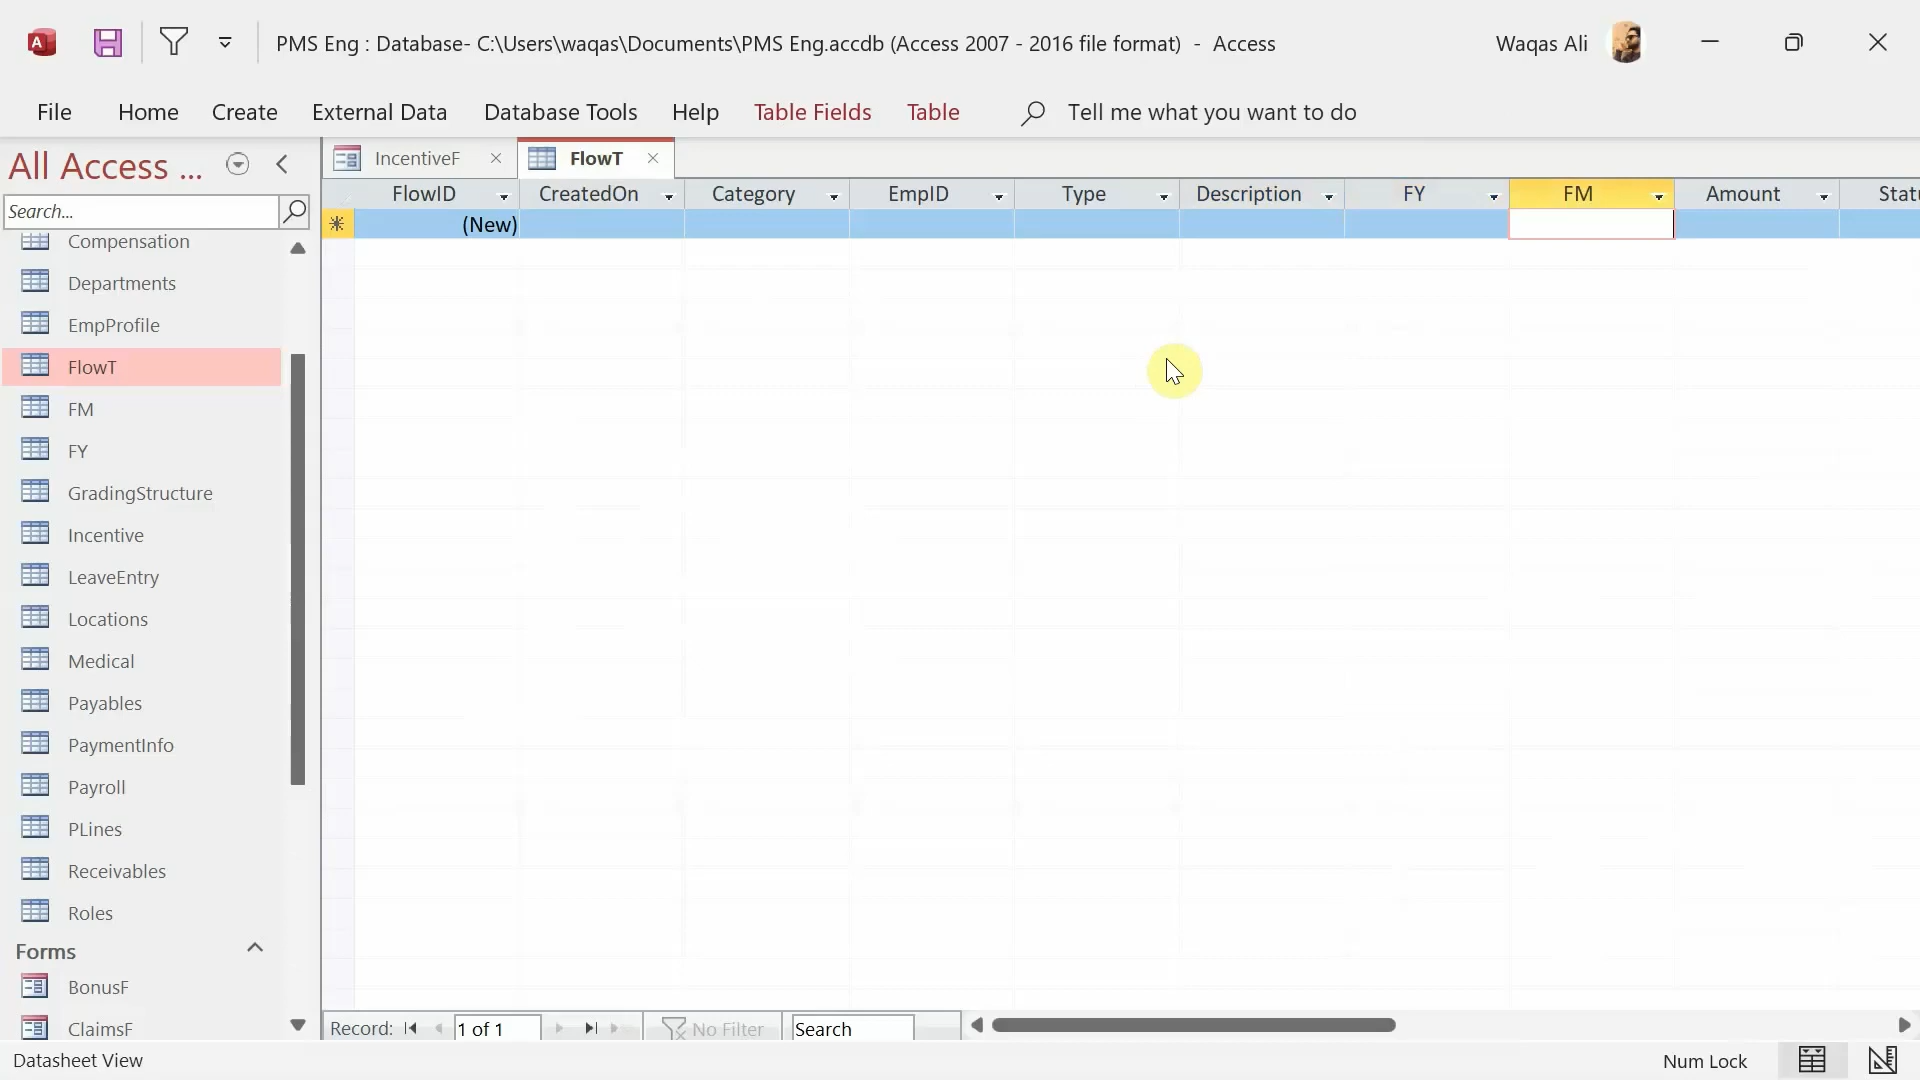 PMS Eng : Database- C:\Users\waqas\Documents\PMS Eng.accdb (Access 2007 - 2016 file format) - Access
Waqas Ali
File Home Create External Data Database Tools Help Table Fields Table Tell me what you want to do
All Access ...
Search...
Compensation
Departments
EmpProfile
FlowT
FM
FY
GradingStructure
Incentive
LeaveEntry
Locations
Medical
Payables
PaymentInfo
Payroll
PLines
Receivables
Roles
Forms
BonusF
ClaimsF
IncentiveF FlowT
FlowID CreatedOn Category EmpID Type Description FY FM Amount Statu
(New)
Record: 1 of 1 No Filter Search
Datasheet View
Num Lock